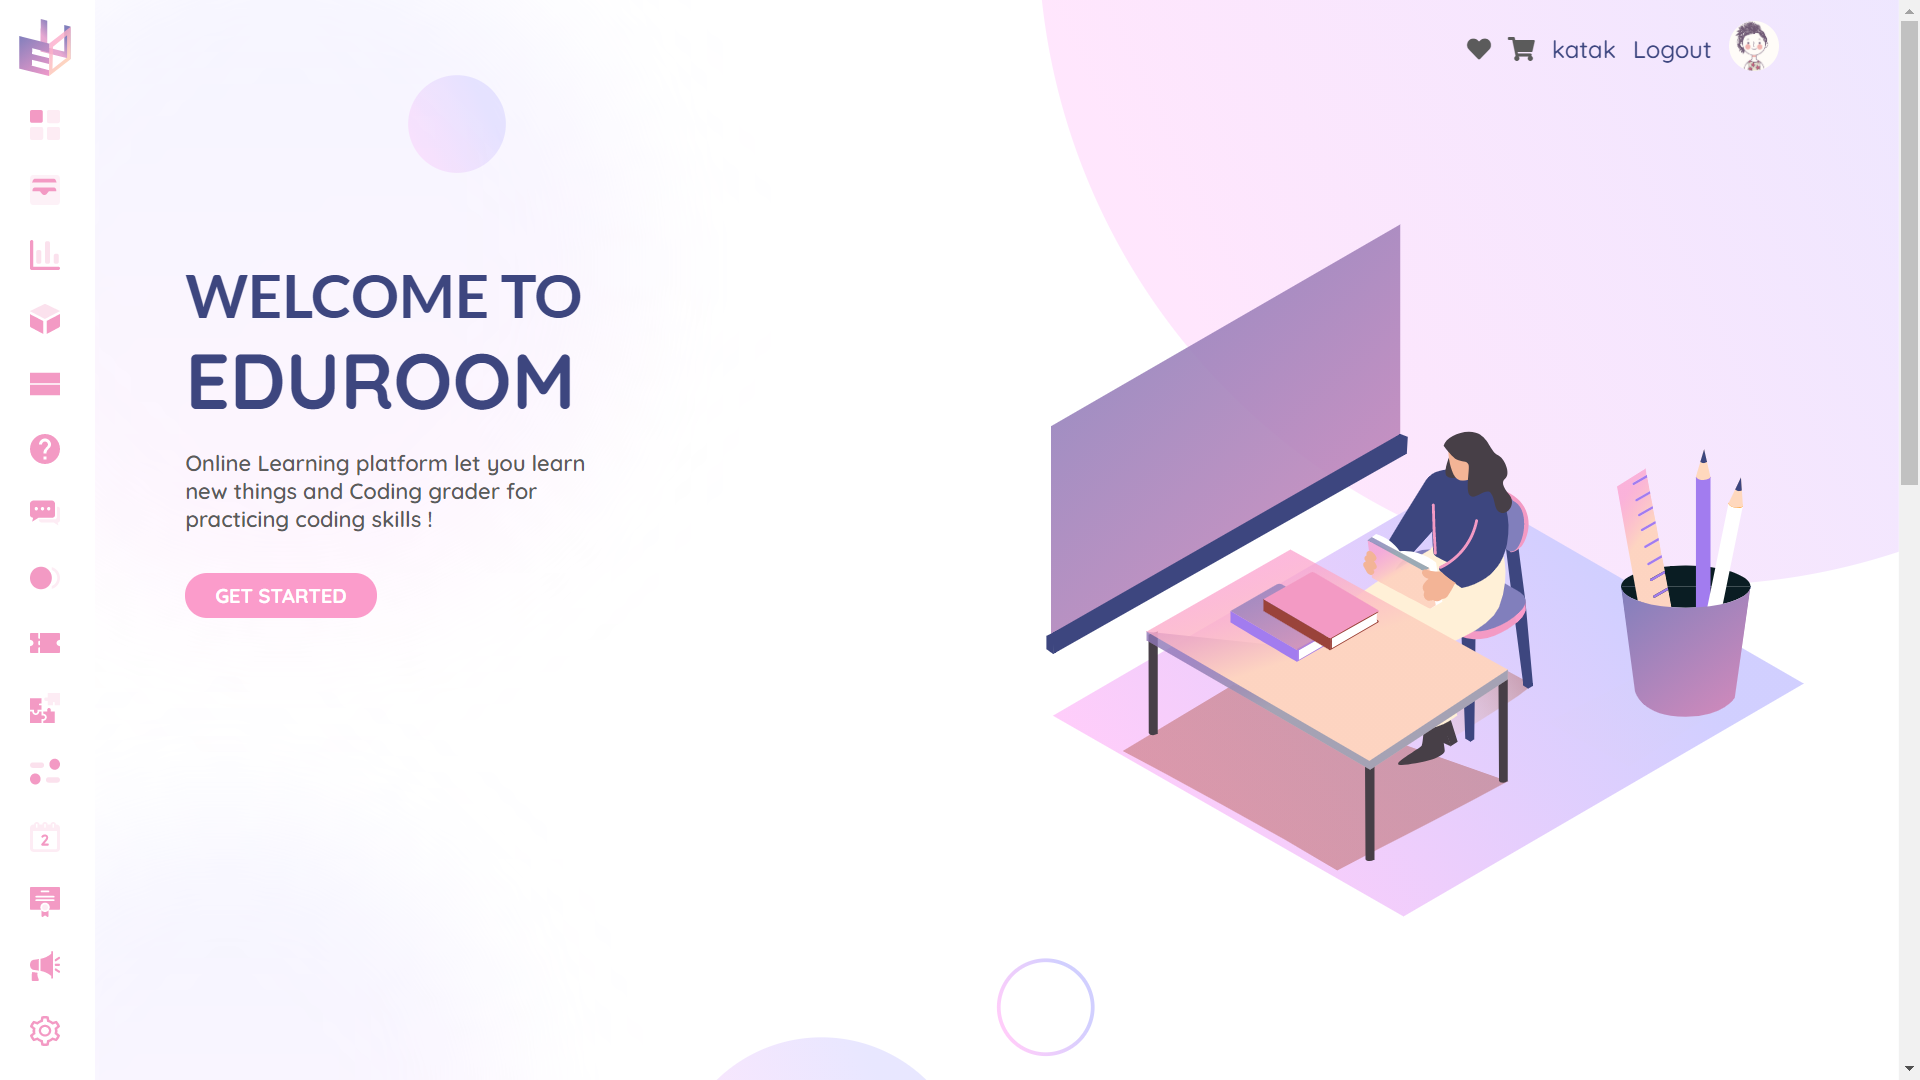 katak Logout
WELCOME TO
EDUROOM
Online Learning platform let you learn
new things and Coding grader for
practicing coding skills !
GET STARTED
2